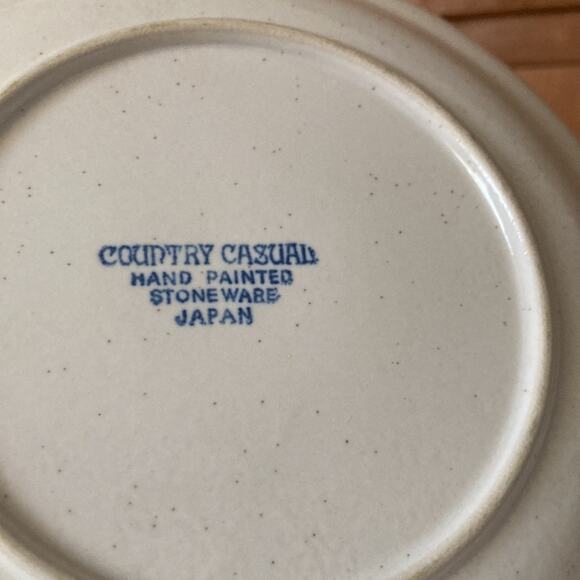 COUNTRY CASUAL
HAND PAINTED
STONEWARE
JAPAN